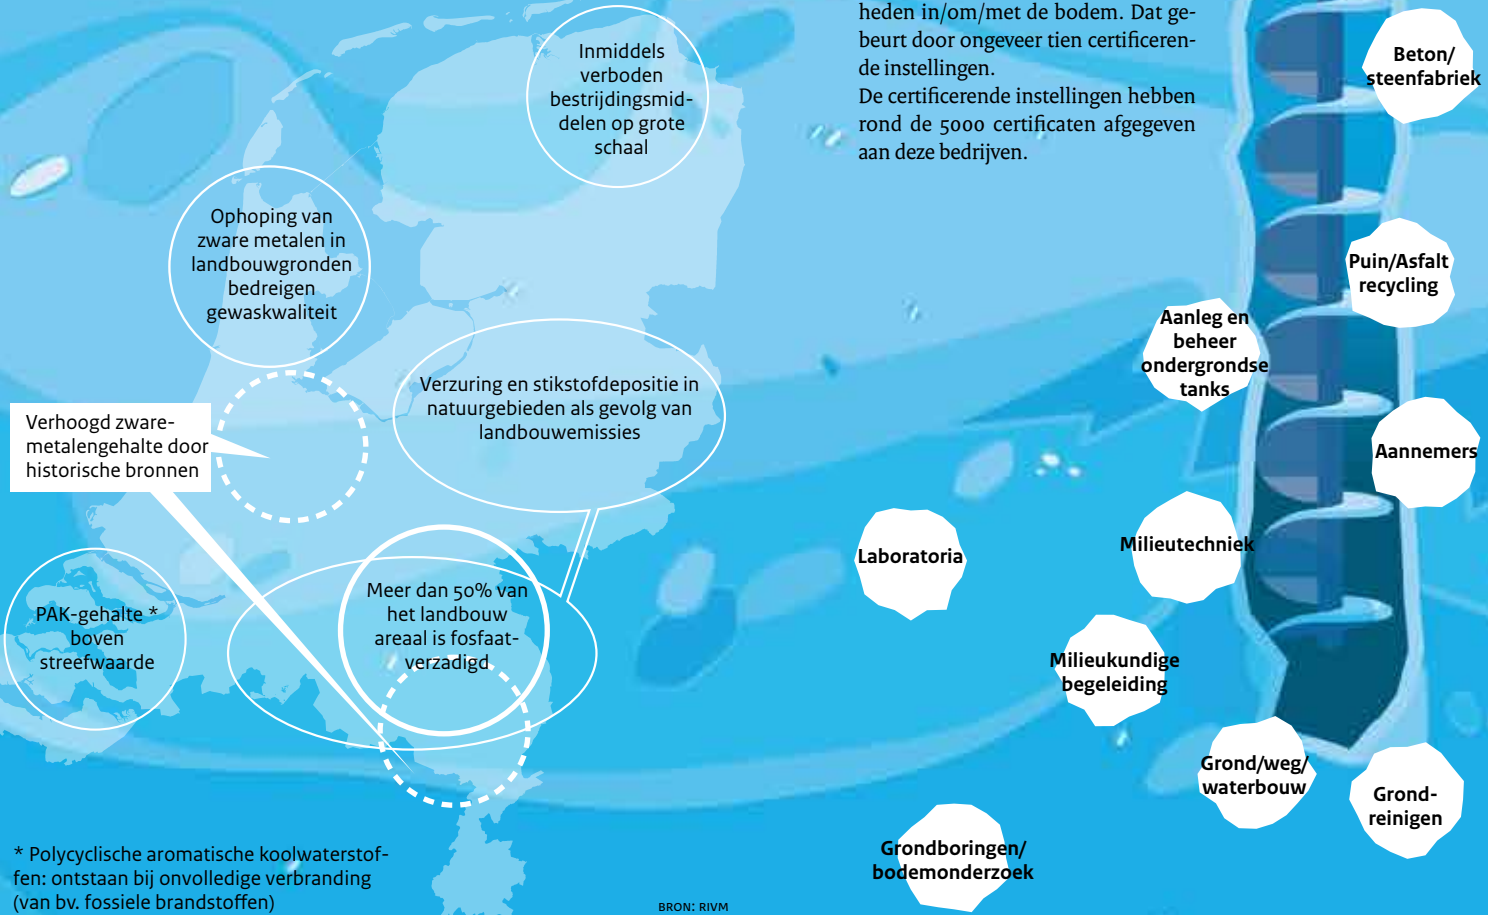 Inmiddels
verboden
bestrijdingsmid-
delen op grote
schaal
Ophoping van
zware metalen in
landbouwgronden
bedreigen
gewaskwaliteit
Verzuring en stikstofdepositie in
natuurgebieden als gevolg van
landbouwemissies
Verhoogd zware-
metalengehalte door
historische bronnen
Meer dan 50% van
het landbouw
areaal is fosfaat-
verzadigd
PAK-gehalte *
boven
streefwaarde
* Polycyclische aromatische koolwaterstof-
fen: ontstaan bij onvolledige verbranding
(van bv. fossiele brandstoffen)
BRON: RIVM
heden in/om/met de bodem. Dat ge-
beurt door ongeveer tien certificeren-
de instellingen.
De certificerende instellingen hebben
rond de 5000 certificaten afgegeven
aan deze bedrijven.
Beton/
steenfabriek
Puin/Asfalt
recycling
Aanleg en
beheer
ondergrondse
tanks
Aannemers
Milieutechniek
Laboratoria
Milieukundige
begeleiding
Grond/weg/
waterbouw
Grond-
reinigen
Grondboringen/
bodemonderzoek